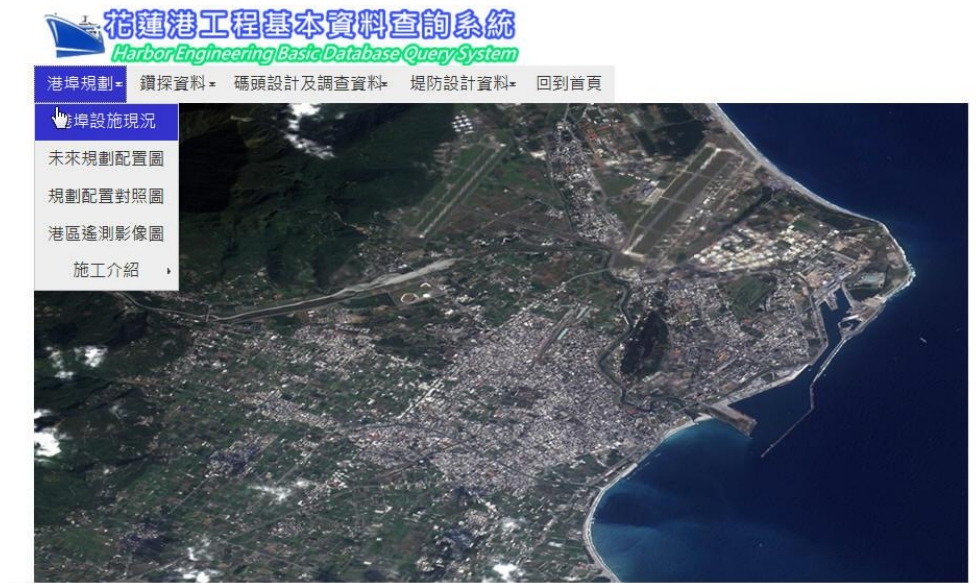 花蓮港工程基本資料查詢系統
Harbor Engineering Basic Database Query System
港埠規劃 鑽探資料 碼頭設計及調查資料 堤防設計資料 回到首頁
港埠設施現況
未來規劃配置圖
規劃配置對照圖
港區遙測影像圖
施工介紹